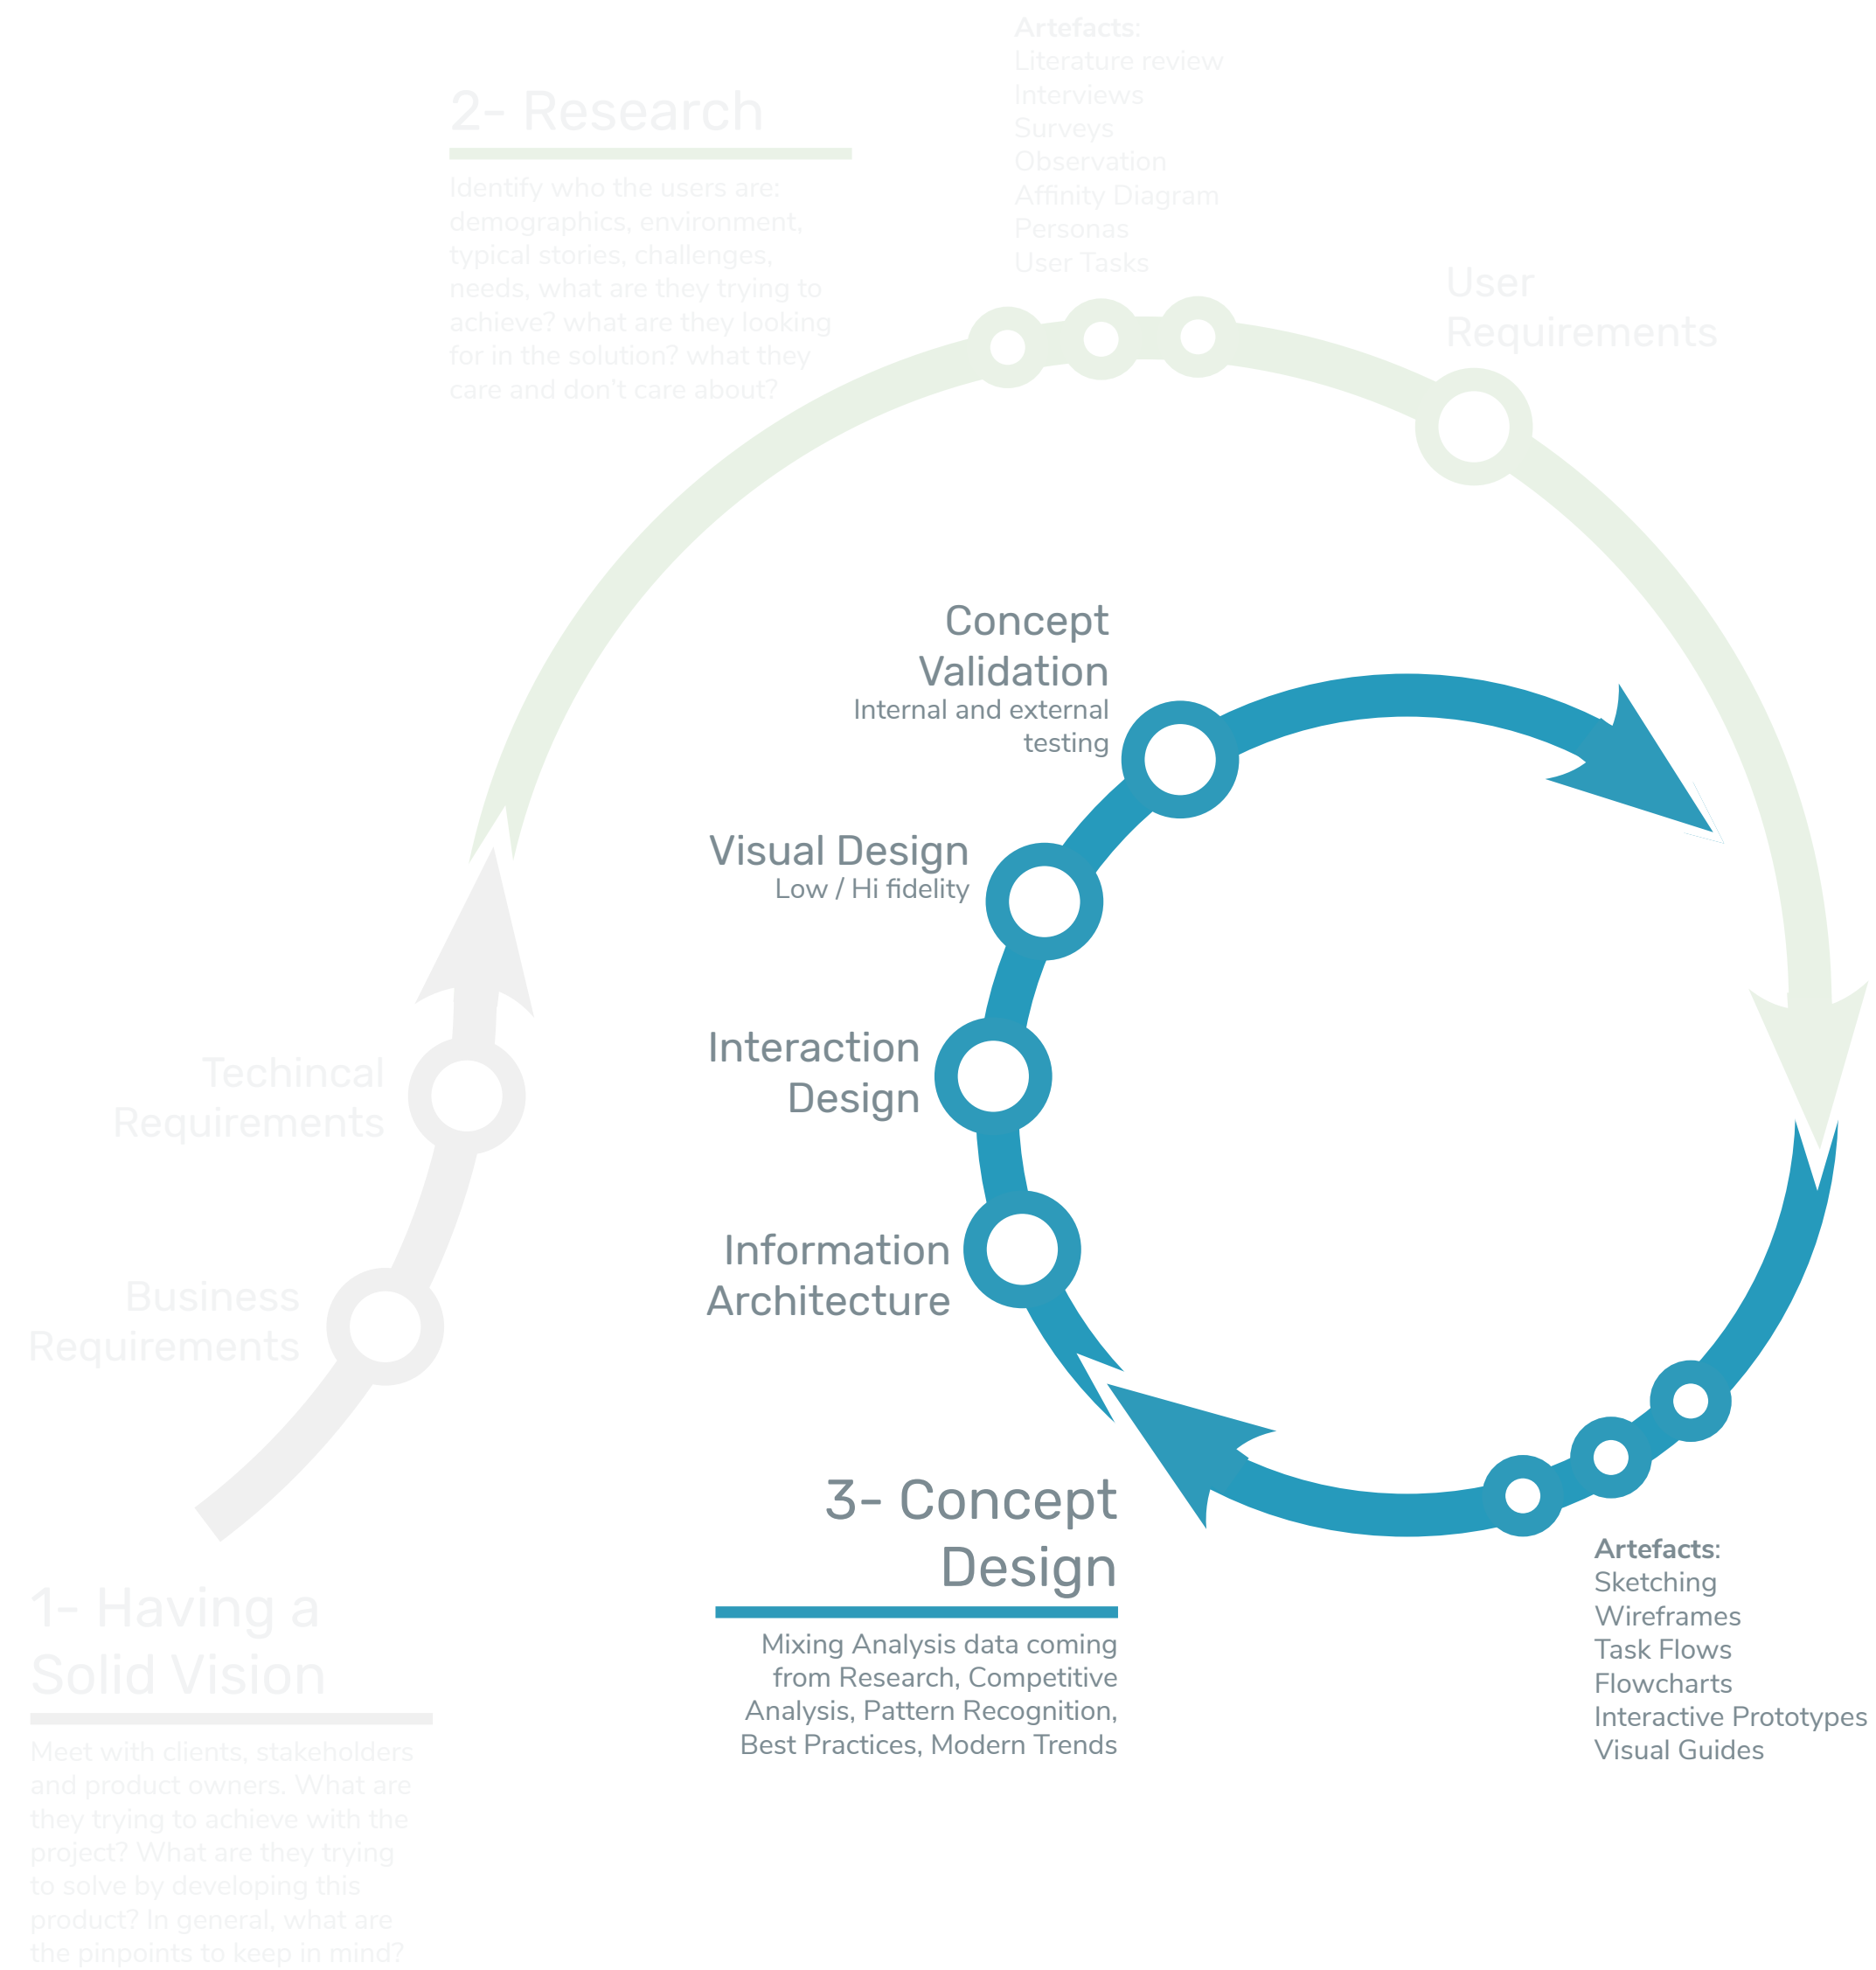 Artefacts:
Literature review
Interviews
Surveys
Observation
Affinity Diagram
Personas
User Tasks
2- Research
Identify who the users are:
demographics, environment,
typical stories, challenges,
needs, what are they trying to
achieve? what are they looking
for in the solution? what they
care and don't care about?
User
Requirements
Concept
Validation
Internal and external
testing
Visual Design
Low / Hi fidelity
Interaction
Design
Techincal
Requirements
Information
Architecture
Business
Requirements
3- Concept
Design
Mixing Analysis data coming
from Research, Competitive
Analysis, Pattern Recognition,
Best Practices, Modern Trends
Artefacts:
Sketching
Wireframes
Task Flows
Flowcharts
Interactive Prototypes
Visual Guides
1- Having a
Solid Vision
Meet with clients, stakeholders
and product owners. What are
they trying to achieve with the
project? What are they trying
to solve by developing this
product? In general, what are
the pinpoints to keep in mind?